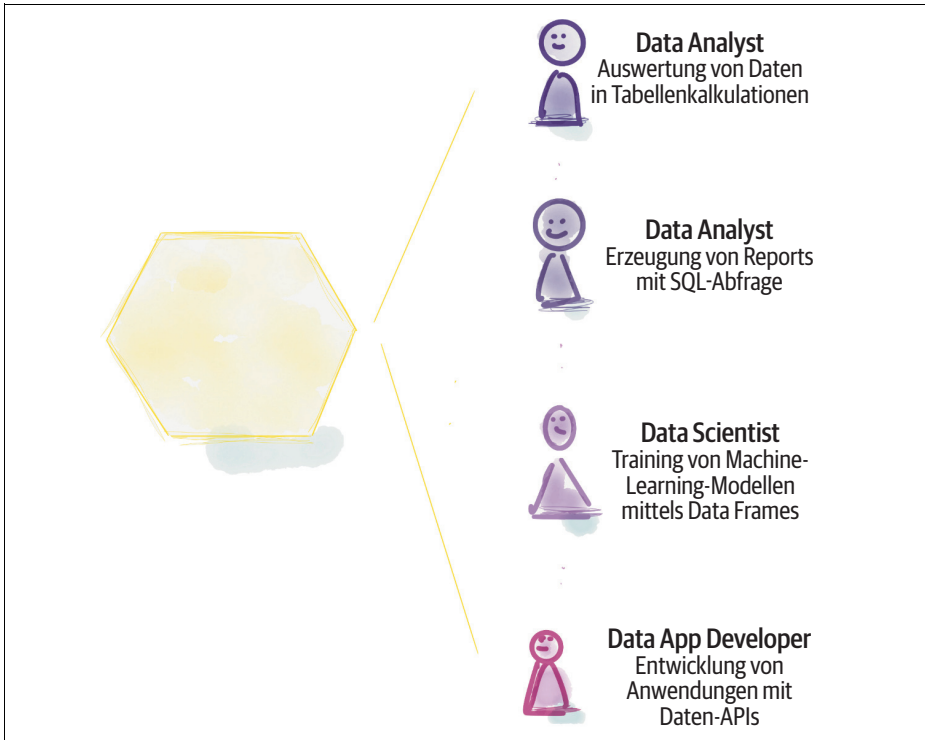 Data Analyst
Auswertung von Daten
in Tabellenkalkulationen
Data Analyst
Erzeugung von Reports
mit SQL-Abfrage
Data Scientist
Training von Machine-
Learning-Modellen
mittels Data Frames
Data App Developer
Entwicklung von
Anwendungen mit
Daten-APIs